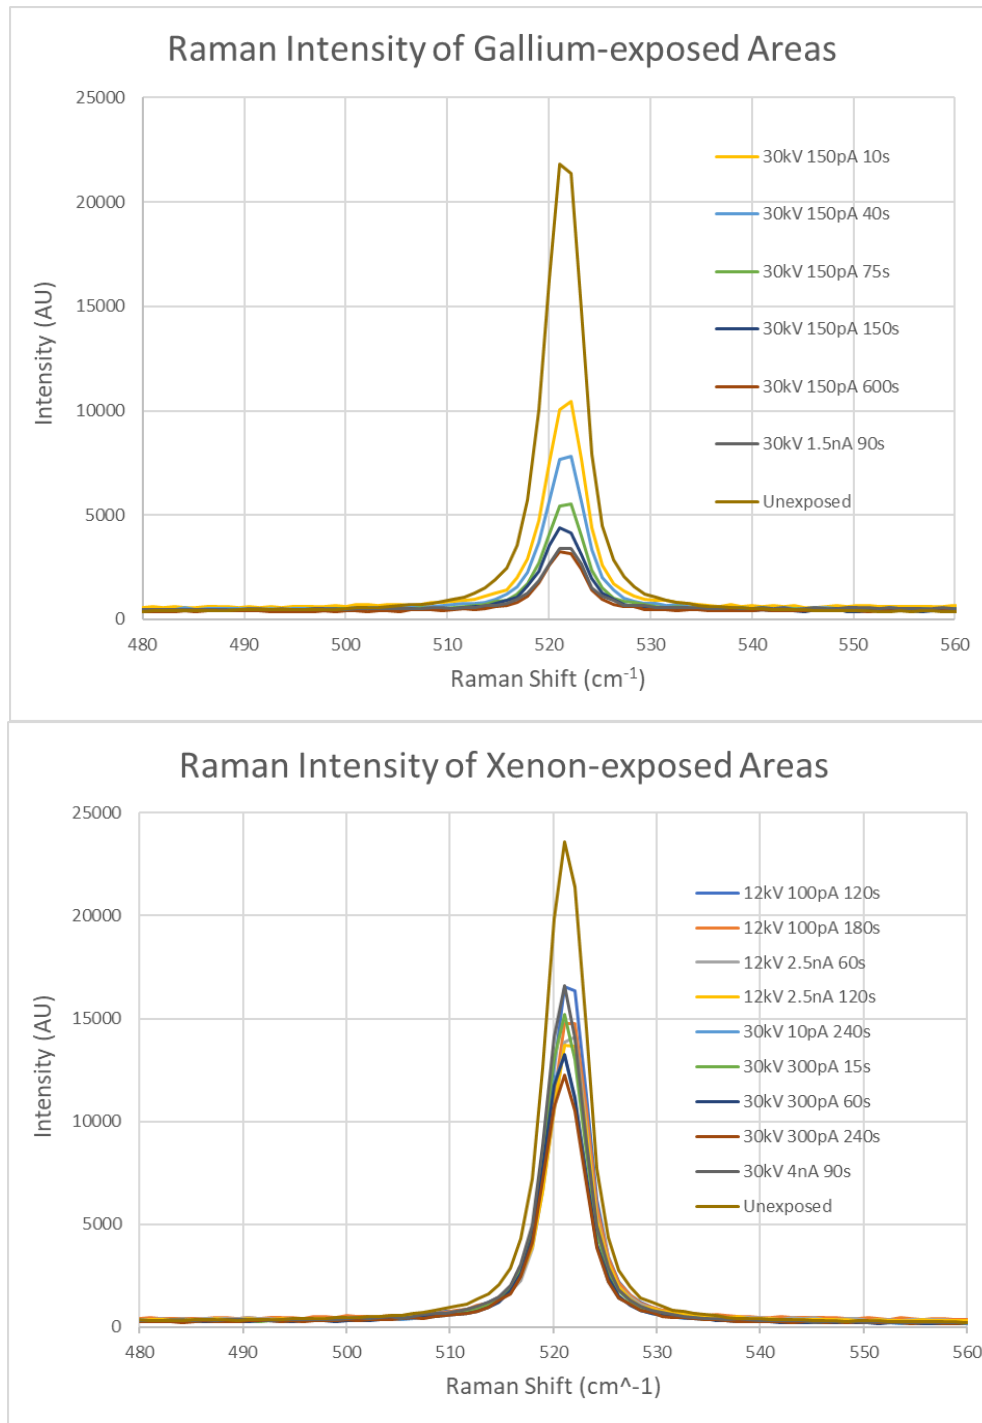 Raman Intensity of Gallium-exposed Areas
25000
20000
15000
10000
5000
0
Intensity (AU)
30kV 150pA 10s
30kV 150pA 40s
30kV 150pA 75s
30kV 150pA 150s
30kV 150pA 600s
30kV 1.5nA 90s
Unexposed
480 490 500 510 520 530 540 550 560
Raman Shift (cm⁻¹)
Raman Intensity of Xenon-exposed Areas
25000
20000
15000
10000
5000
0
Intensity (AU)
12kV 100pA 120s
12kV 100pA 180s
12kV 2.5nA 60s
12kV 2.5nA 120s
30kV 10pA 240s
30kV 300pA 15s
30kV 300pA 60s
30kV 300pA 240s
30kV 4nA 90s
Unexposed
480 490 500 510 520 530 540 550 560
Raman Shift (cm^-1)